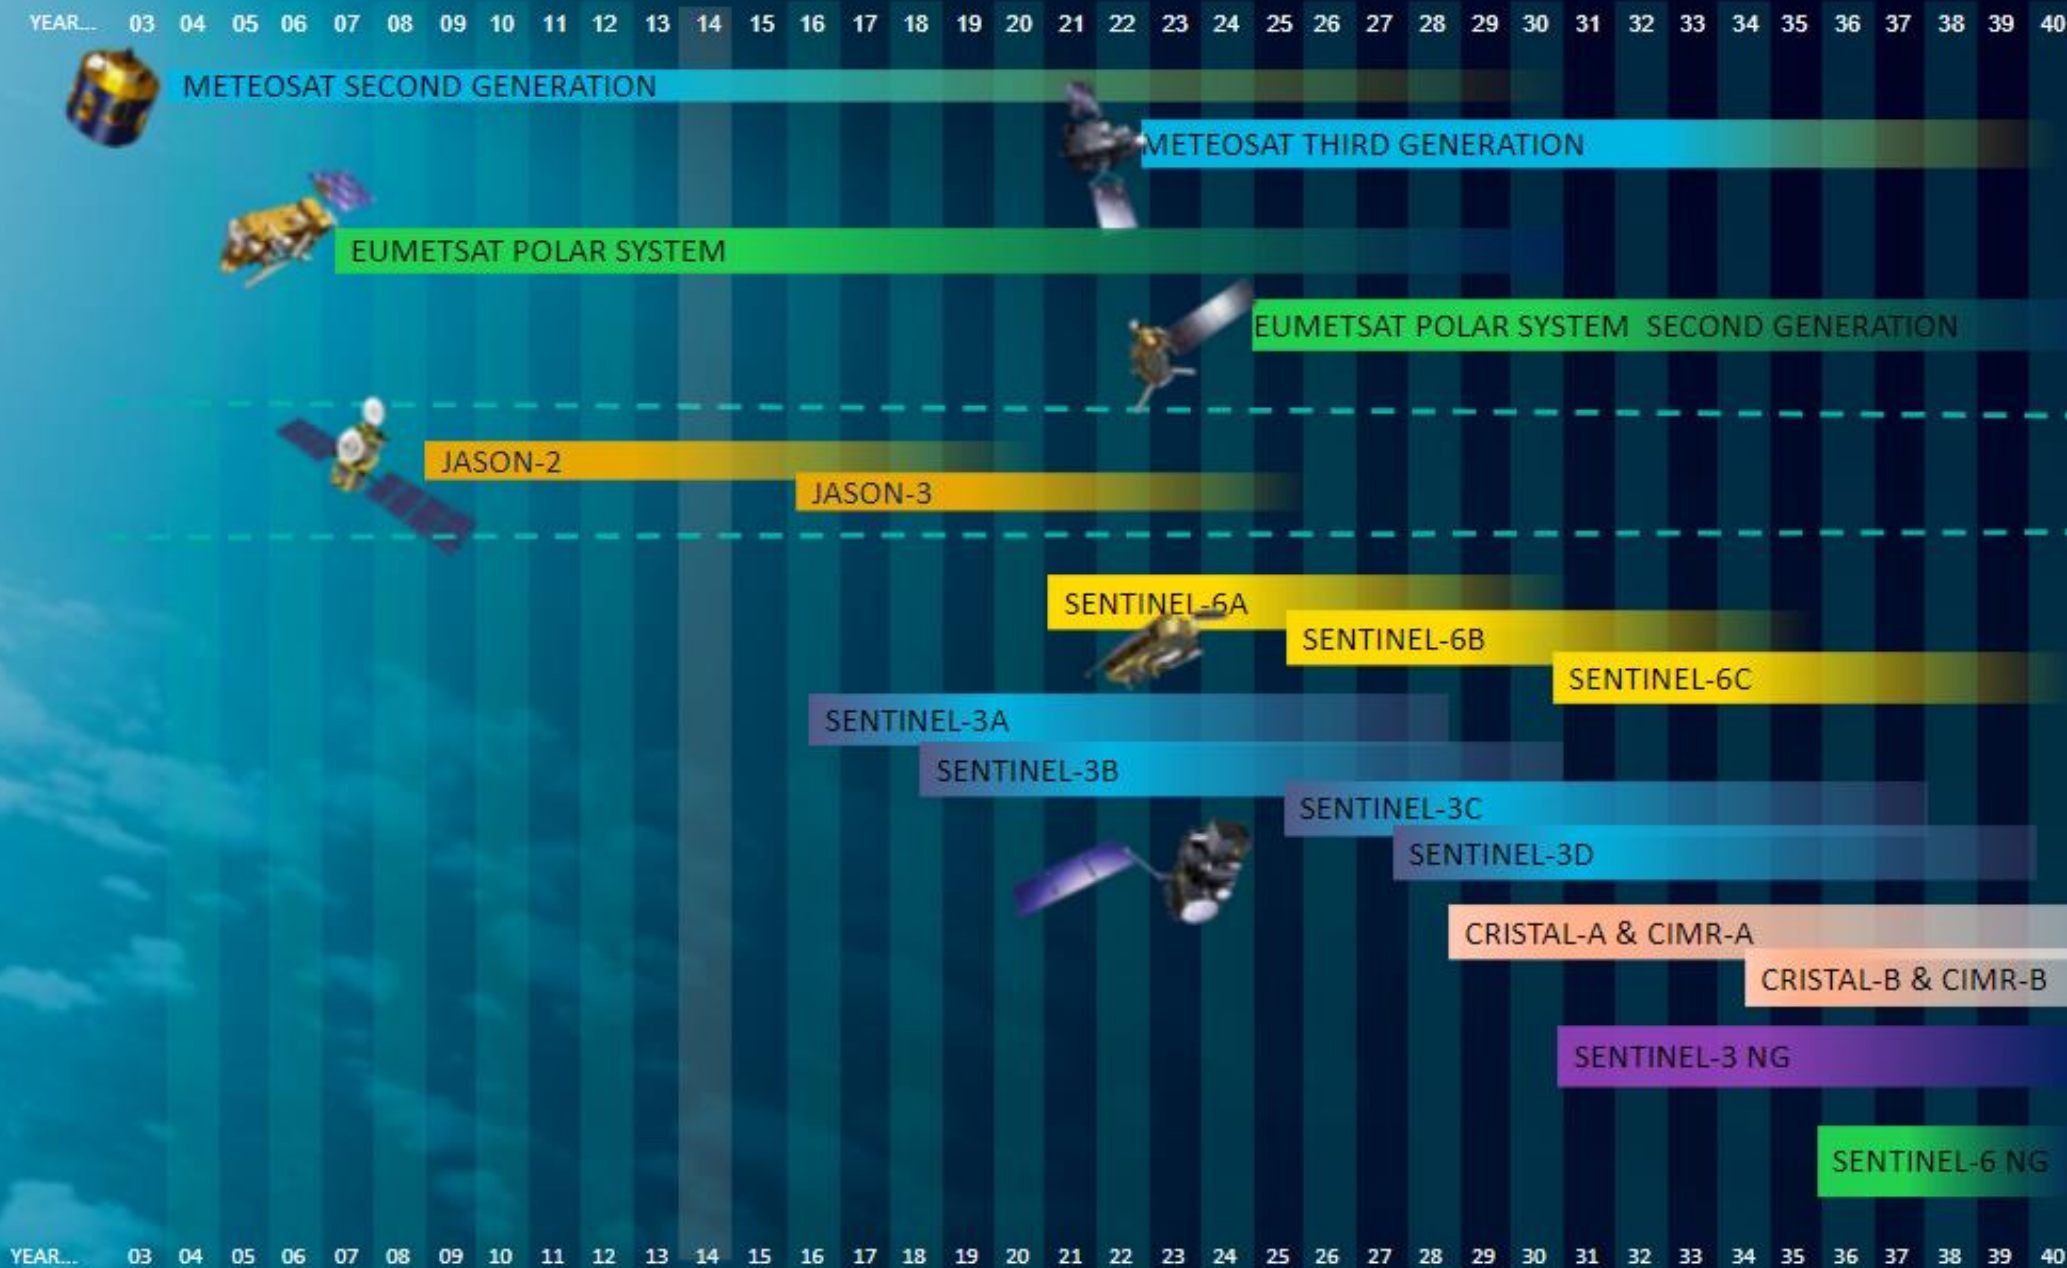 YEAR... 03 04 05 06 07 08 09 10 11 12 13 14 15 16 17 18 19 20 21 22 23 24 25 26 27 28 29 30 31 32 33 34 35 36 37 38 39 40
METEOSAT SECOND GENERATION
METEOSAT THIRD GENERATION
EUMETSAT POLAR SYSTEM
EUMETSAT POLAR SYSTEM SECOND GENERATION
JASON-2
JASON-3
SENTINEL-6A
SENTINEL-6B
SENTINEL-6C
SENTINEL-3A
SENTINEL-3B
SENTINEL-3C
SENTINEL-3D
CRISTAL-A & CIMR-A
CRISTAL-B & CIMR-B
SENTINEL-3 NG
SENTINEL-6 NG
YEAR... 03 04 05 06 07 08 09 10 11 12 13 14 15 16 17 18 19 20 21 22 23 24 25 26 27 28 29 30 31 32 33 34 35 36 37 38 39 40